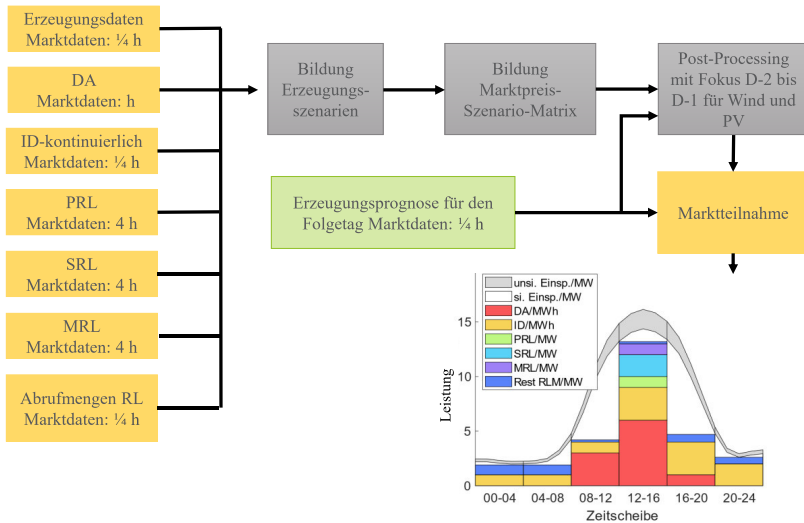 Erzeugungsdaten
Marktdaten: ¼ h
DA
Marktdaten: h
ID-kontinuierlich
Marktdaten: ¼ h
PRL
Marktdaten: 4 h
SRL
Marktdaten: 4 h
MRL
Marktdaten: 4 h
Abrufmengen RL
Marktdaten: ¼ h
Bildung
Erzeugungs-
szenarien
Bildung
Marktpreis-
Szenario-Matrix
Post-Processing
mit Fokus D-2 bis
D-1 für Wind und
PV
Erzeugungsprognose für den
Folgetag Marktdaten: ¼ h
Marktteilnahme
unsi. Einsp./MW
si. Einsp./MW
DA/MWh
ID/MWh
PRL/MW
SRL/MW
MRL/MW
Rest RLM/MW
Leistung
15
10
5
0
00-04 04-08 08-12 12-16 16-20 20-24
Zeitscheibe